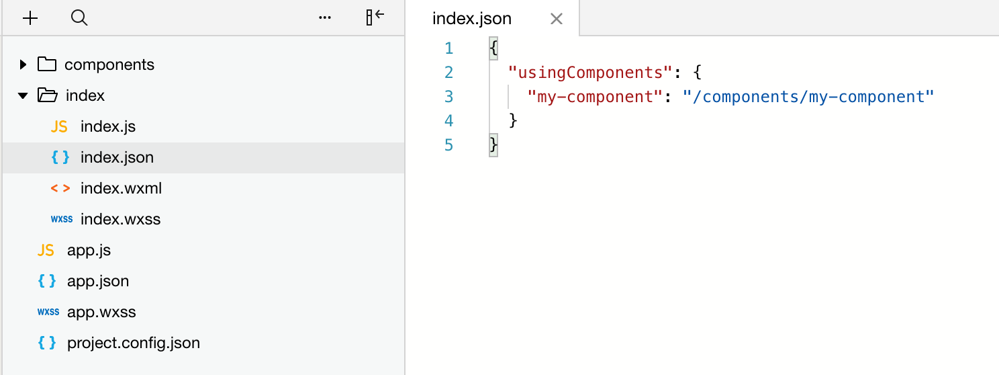 components
index
JS index.js
{ } index.json
< > index.wxml
wxss index.wxss
JS app.js
{ } app.json
wxss app.wxss
{ } project.config.json
index.json
1 {
2 "usingComponents": {
3 "my-component": "/components/my-component"
4 }
5 }